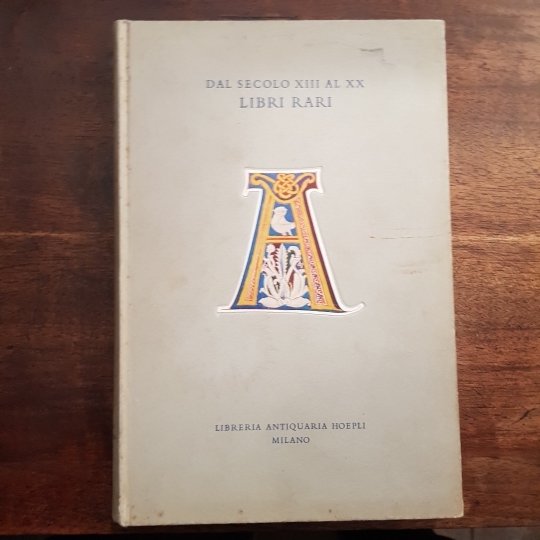 DAL SECOLO XIII AL XX
LIBRI RARI
A
LIBRERIA ANTIQUARIA HOEPLI
MILANO